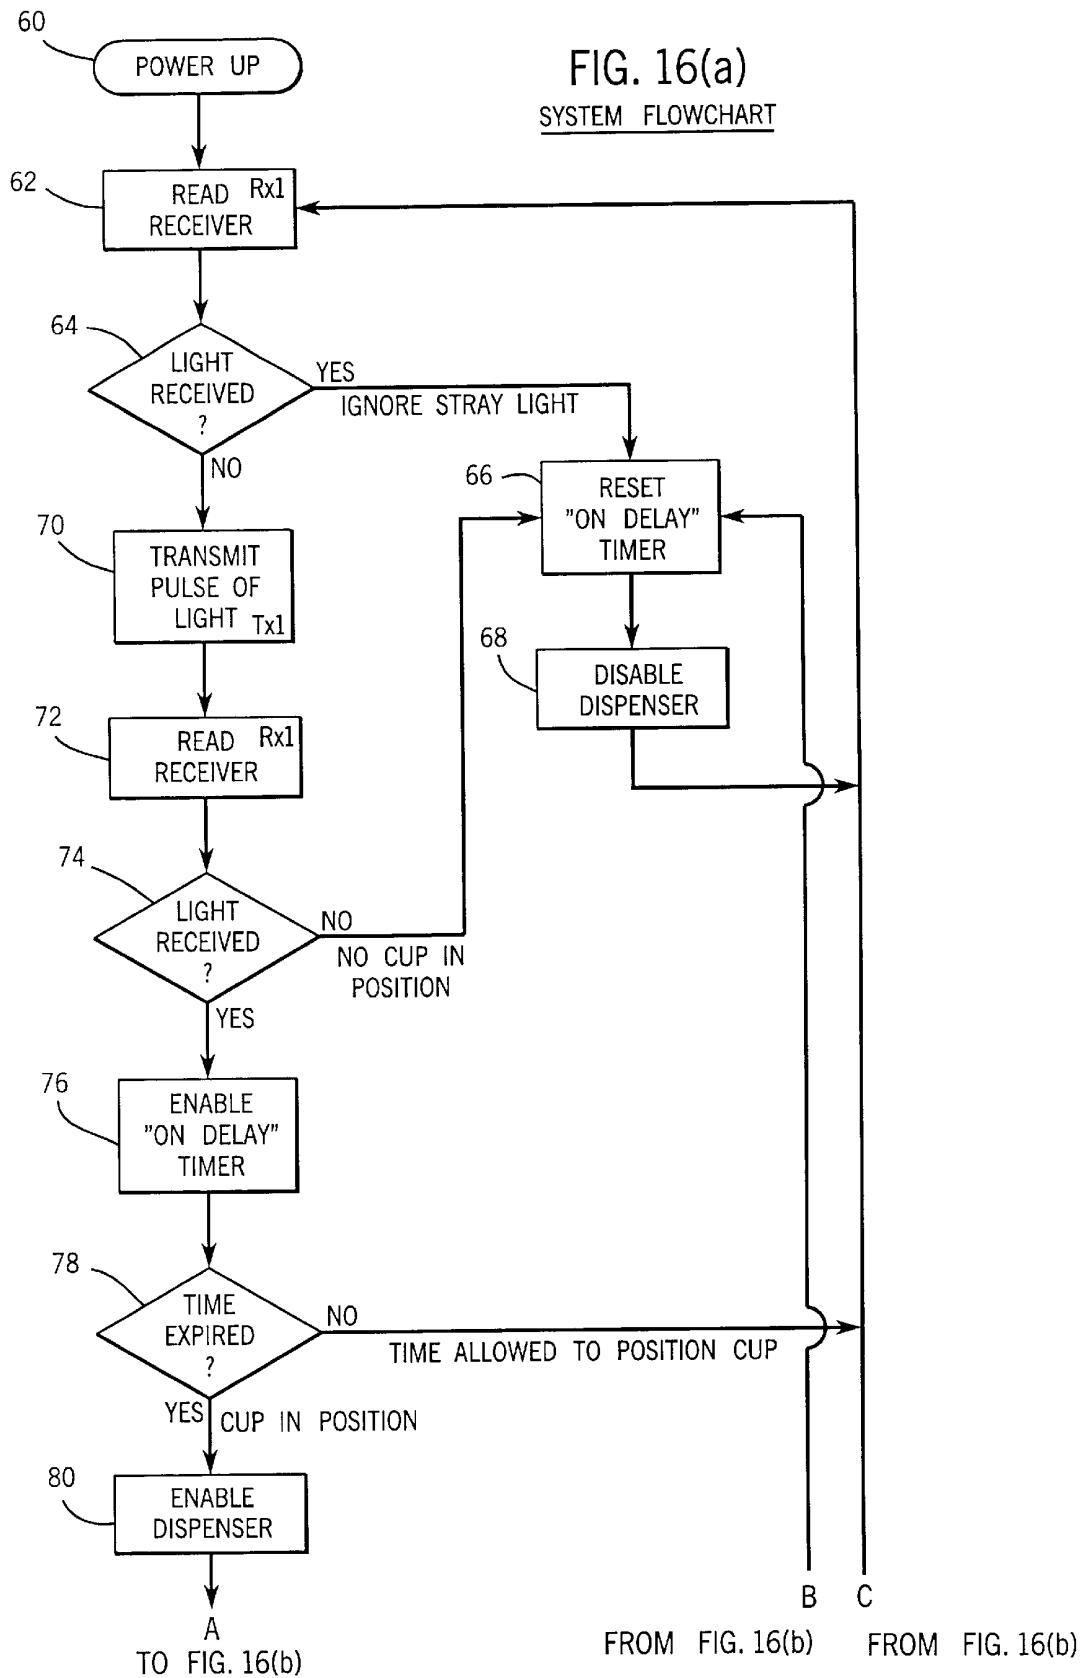 60
POWER UP
FIG. 16(a)
SYSTEM FLOWCHART
62
READ Rx1
RECEIVER
64
LIGHT
RECEIVED
?
YES
IGNORE STRAY LIGHT
NO
66
RESET
"ON DELAY"
TIMER
70
TRANSMIT
PULSE OF
LIGHT Tx1
68
DISABLE
DISPENSER
72
READ Rx1
RECEIVER
74
LIGHT
RECEIVED
?
NO
NO CUP IN
POSITION
YES
76
ENABLE
"ON DELAY"
TIMER
78
TIME
EXPIRED
?
NO
TIME ALLOWED TO POSITION CUP
YES
CUP IN POSITION
80
ENABLE
DISPENSER
A
TO FIG. 16(b)
B
C
FROM FIG. 16(b)
FROM FIG. 16(b)